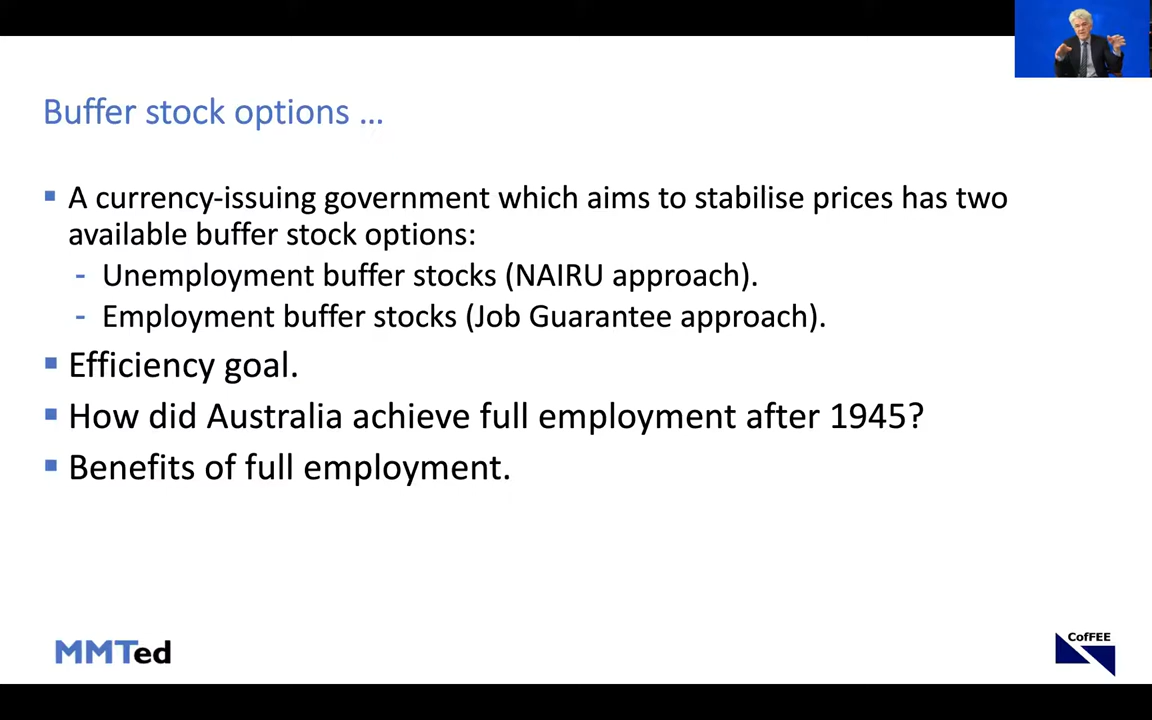 Buffer stock options ...
▪ A currency-issuing government which aims to stabilise prices has two
available buffer stock options:
- Unemployment buffer stocks (NAIRU approach).
- Employment buffer stocks (Job Guarantee approach).
▪ Efficiency goal.
▪ How did Australia achieve full employment after 1945?
▪ Benefits of full employment.
MMTed
CofFEE